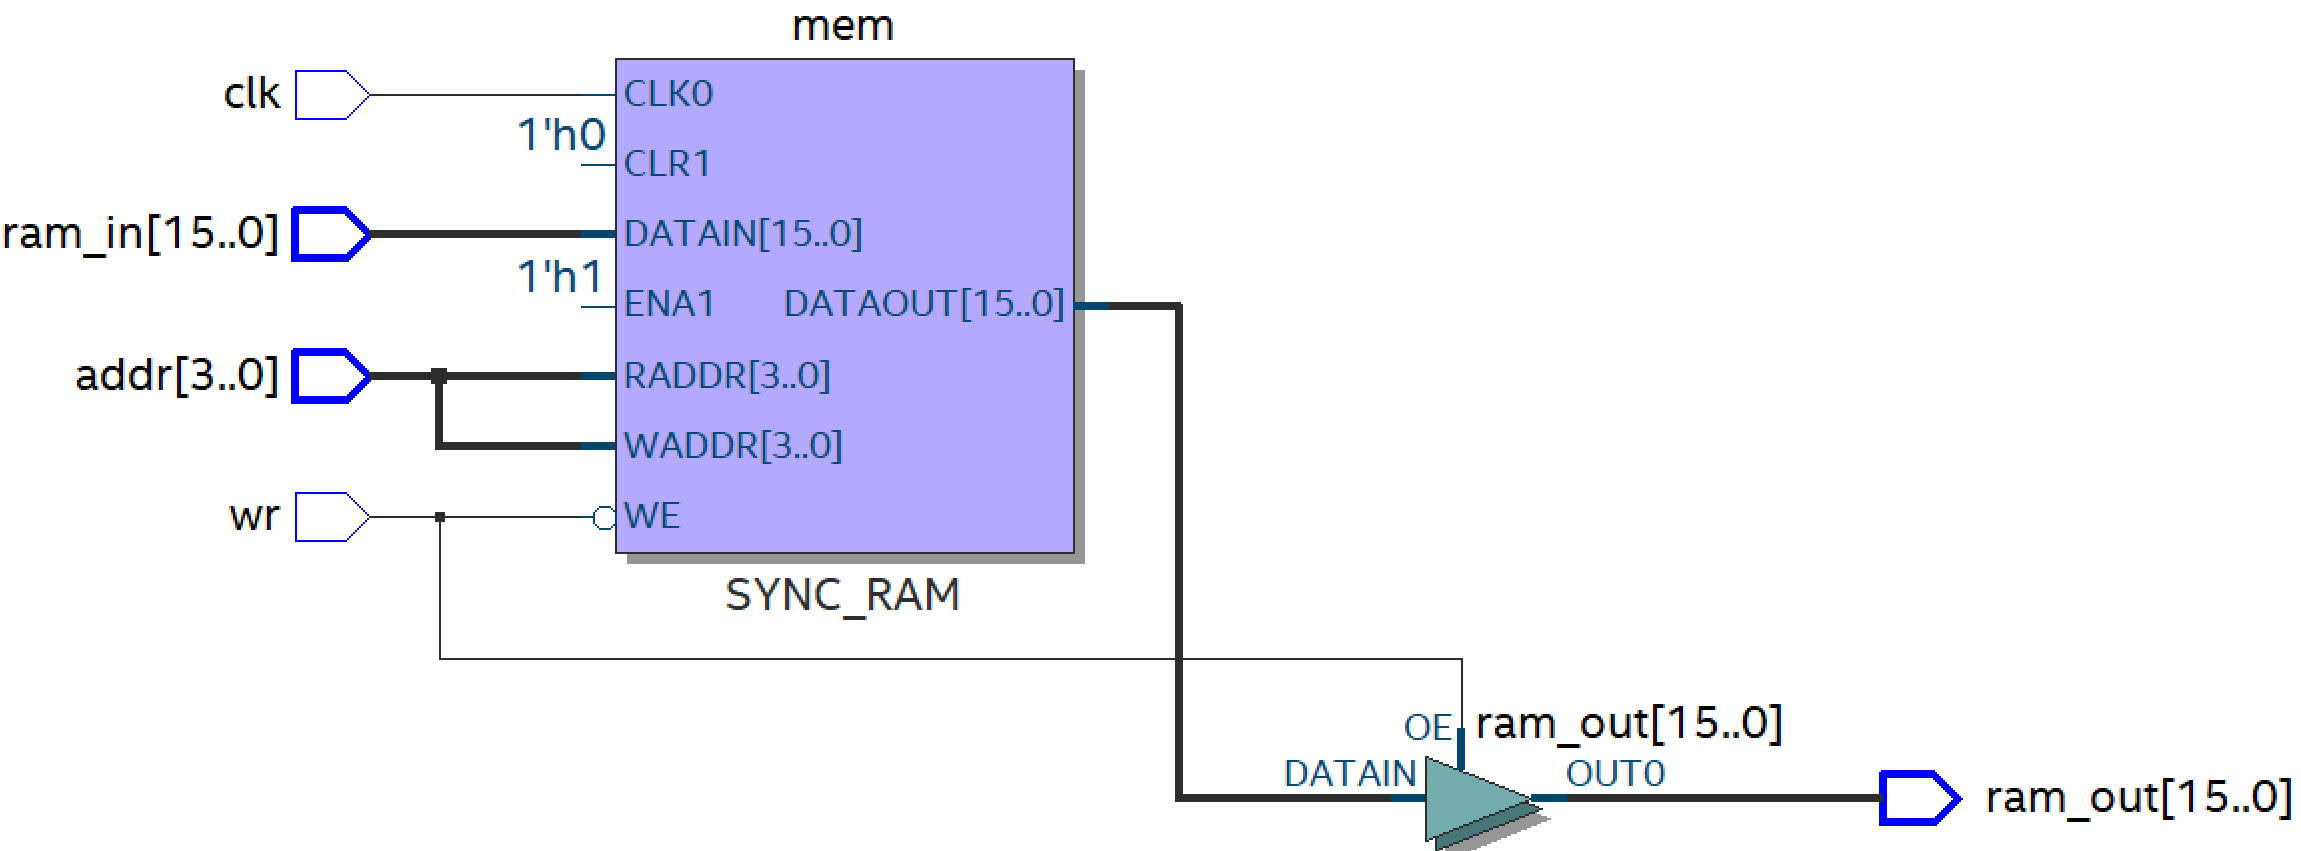 mem
clk
CLK0
1'h0
CLR1
ram_in[15..0]
DATAIN[15..0]
1'h1
ENA1
DATAOUT[15..0]
addr[3..0]
RADDR[3..0]
WADDR[3..0]
wr
WE
SYNC_RAM
OE
ram_out[15..0]
DATAIN
OUT0
ram_out[15..0]